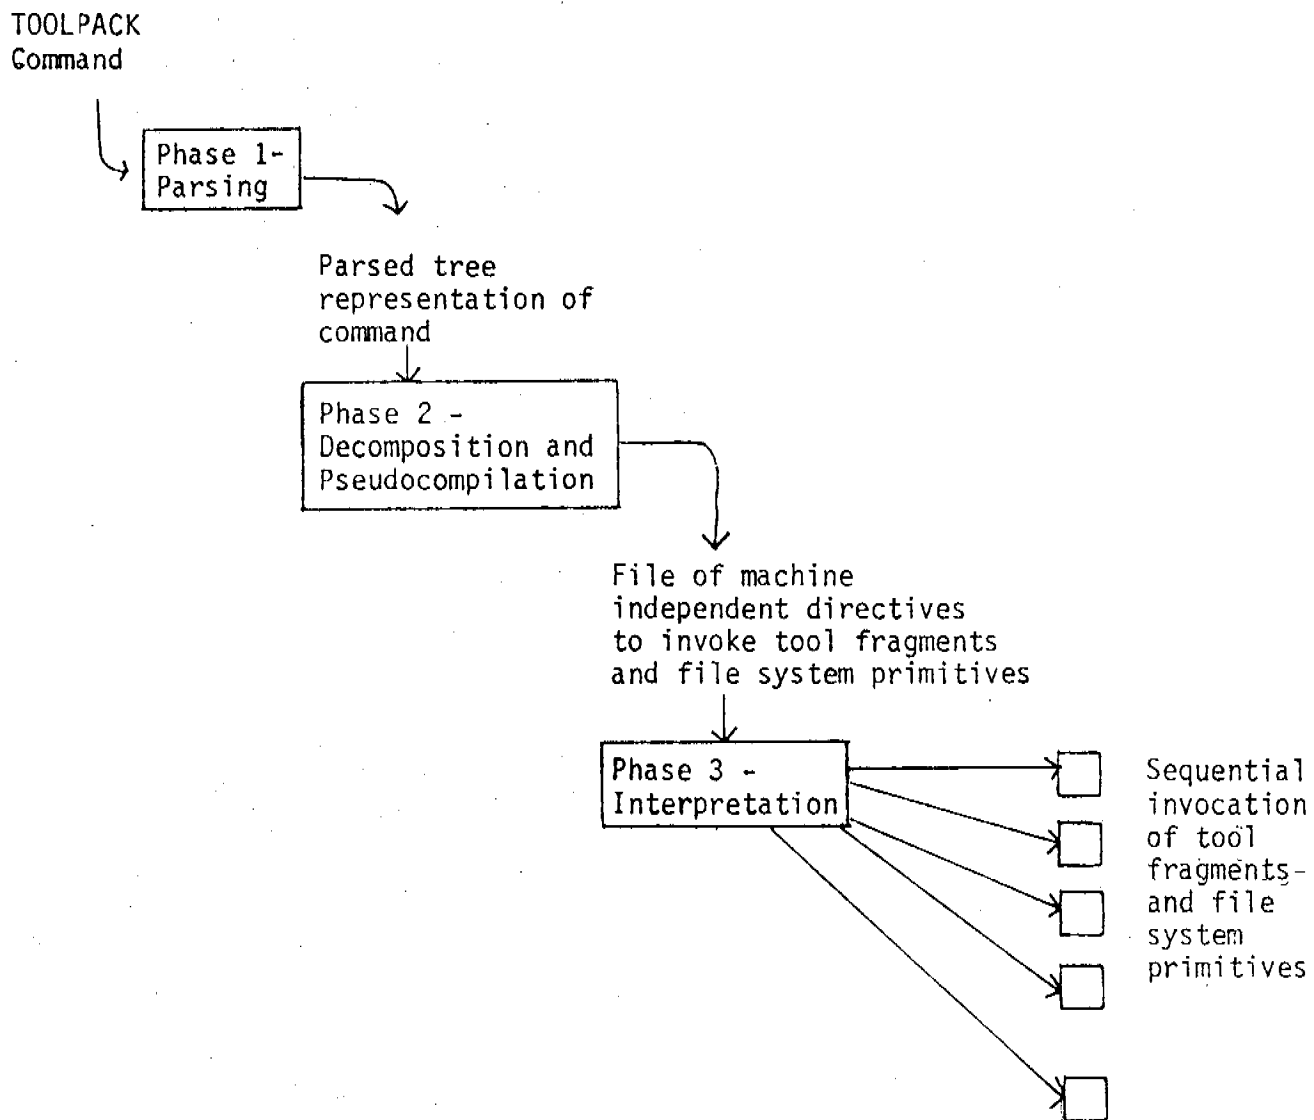 TOOLPACK
Command
Phase 1-
Parsing
Parsed tree
representation of
command
Phase 2 -
Decomposition and
Pseudocompilation
File of machine
independent directives
to invoke tool fragments
and file system primitives
Phase 3 -
Interpretation
Sequential
invocation
of tool
fragments-
and file
system
primitives